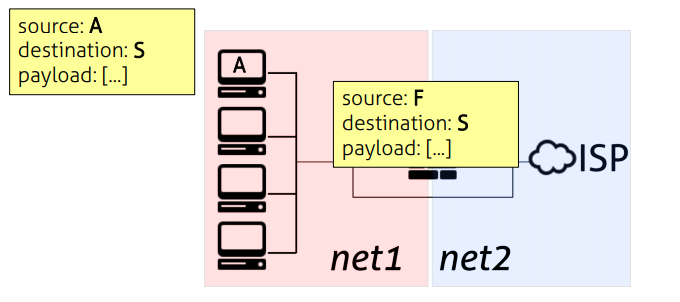 source: A
destination: S
payload: [...]
A
source: F
destination: S
payload: [...]
ISP
net1
net2